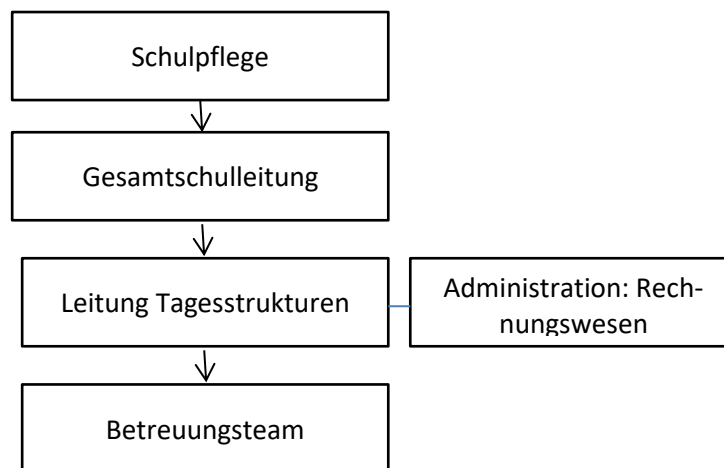 Schulpflege
Gesamtschulleitung
Leitung Tagesstrukturen
Administration: Rech-
nungswesen
Betreuungsteam